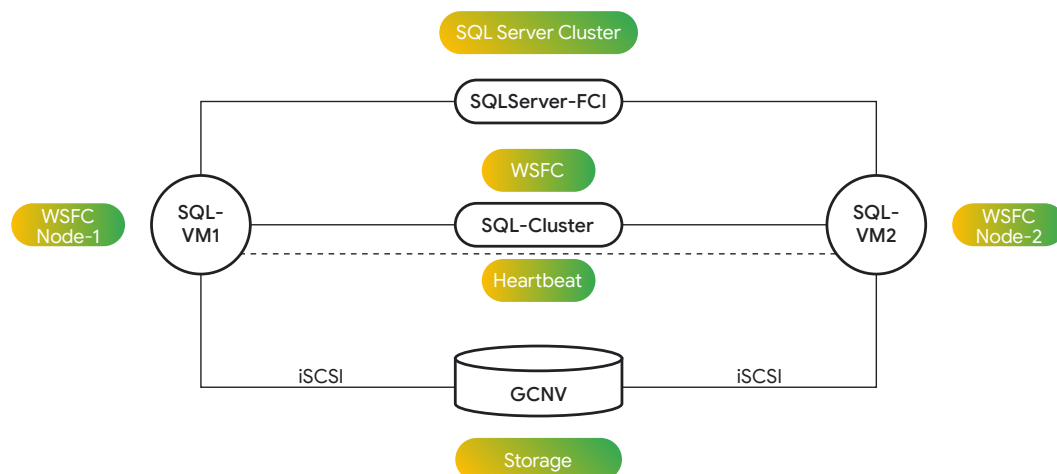 SQL Server Cluster
SQLServer-FCI
WSFC
WSFC
Node-1
SQL-
VM1
SQL-Cluster
SQL-
VM2
WSFC
Node-2
Heartbeat
iSCSI
GCNV
iSCSI
Storage